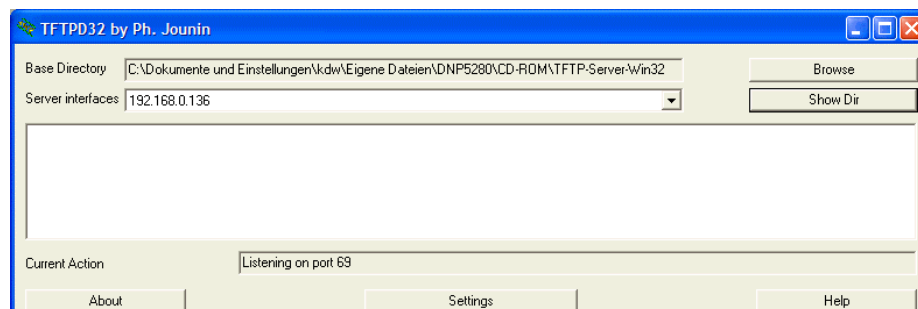 TFTPD32 by Ph. Jounin
Base Directory C:\Dokumente und Einstellungen\kdw\Eigene Dateien\DNP5280\CD-ROM\TFTP-Server-Win32 Browse
Server interfaces 192.168.0.136 Show Dir
Current Action Listening on port 69
About Settings Help